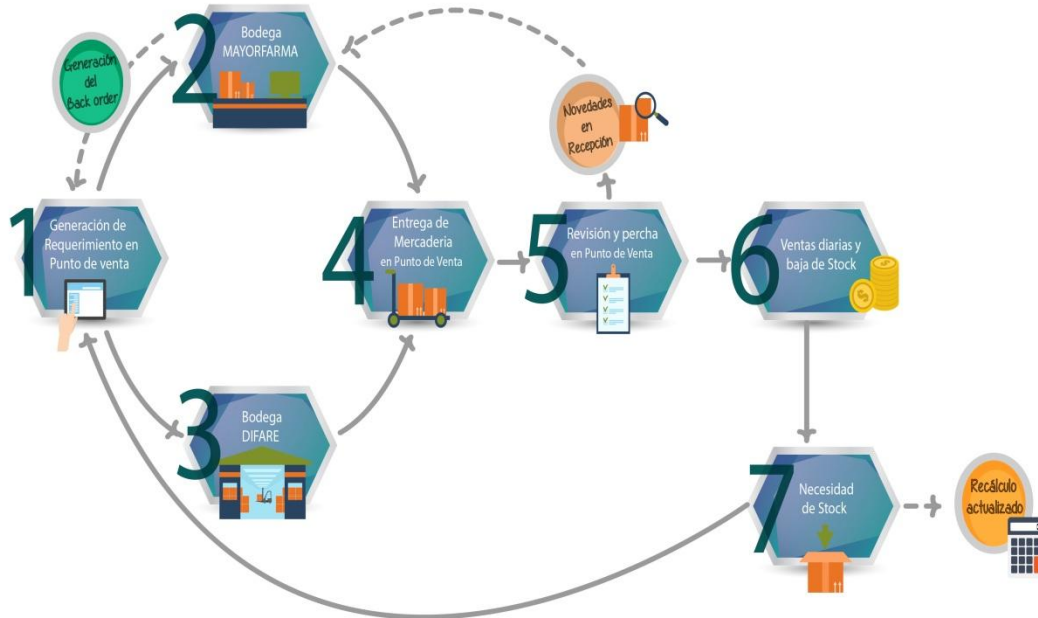 Generación
del
Back order
2
Bodega
MAYORFARMA
Novedades
en
Recepción
1
Generación de
Requerimiento en
Punto de venta
4
Entrega de
Mercadería
en Punto de Venta
5
Revisión y percha
en Punto de Venta
6
Ventas diarias y
baja de Stock
3
Bodega
DIFARE
7
Necesidad
de Stock
Recálculo
actualizado